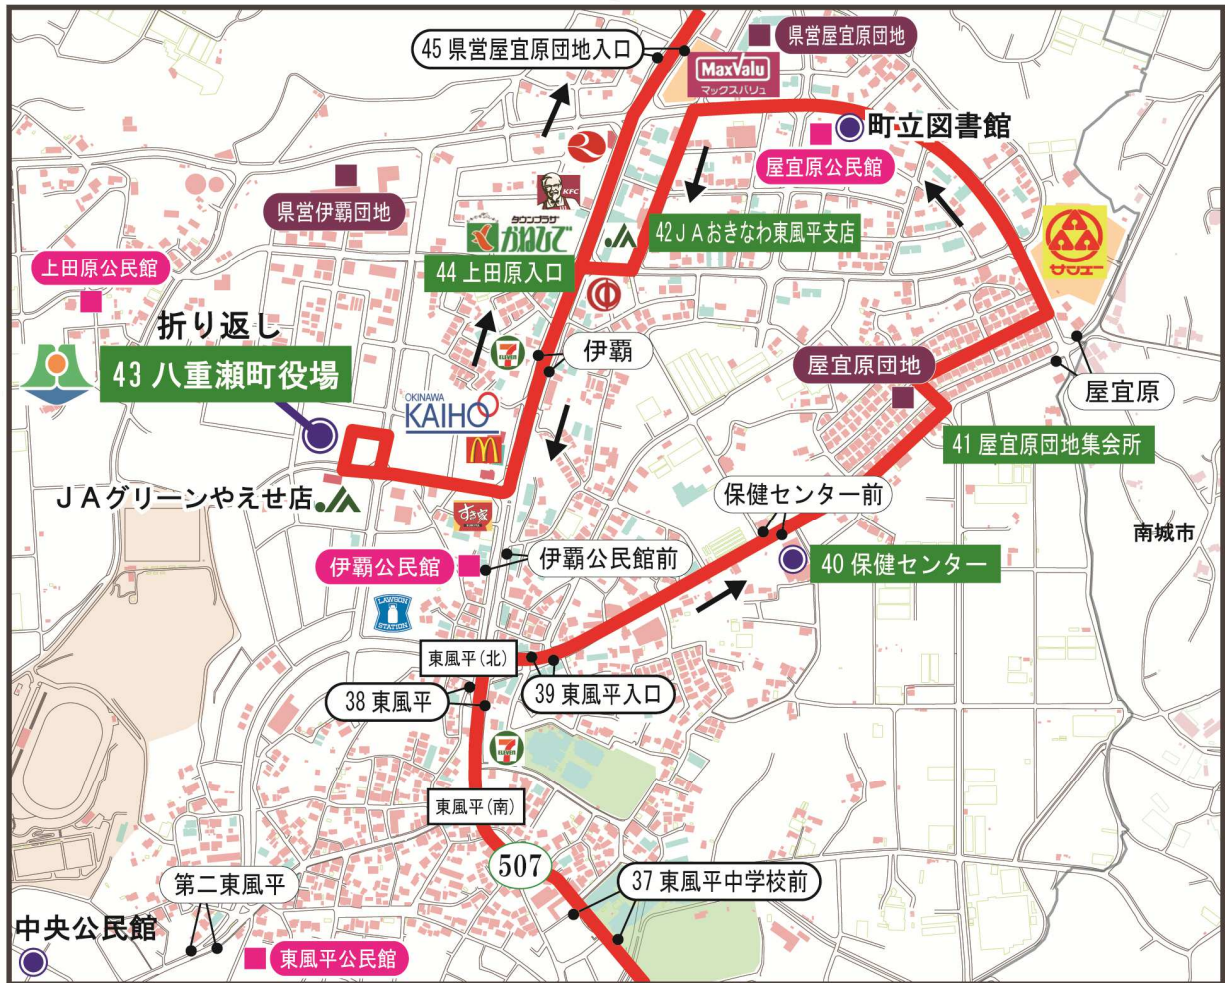 45 県営屋宜原団地入口
県営屋宜原団地
MaxValu
マックスバリュ
町立図書館
屋宜原公民館
県営伊覇団地
KFC
タウンプラザ
かねひで
42 JAおきなわ東風平支店
サンエー
上田原公民館
44 上田原入口
折り返し
43 八重瀬町役場
7
ELEVEN
伊覇
屋宜原団地
屋宜原
OKINAWA
KAIHO
41 屋宜原団地集会所
JAグリーンやえせ店
保健センター前
すき家
南城市
伊覇公民館
伊覇公民館前
40 保健センター
LAWSON
STATION
東風平(北)
38 東風平
39 東風平入口
7
ELEVEN
東風平(南)
507
第二東風平
37 東風平中学校前
中央公民館
東風平公民館